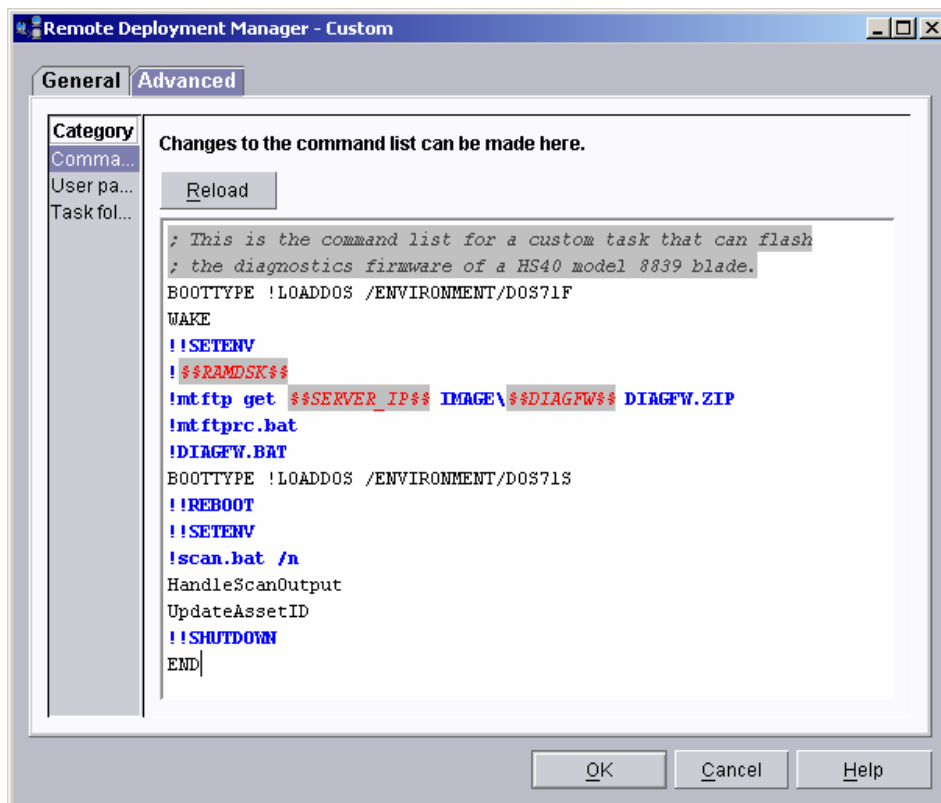 Remote Deployment Manager - Custom
General Advanced
Category
Comma...
User pa...
Task fol...
Changes to the command list can be made here.
Reload
; This is the command list for a custom task that can flash
; the diagnostics firmware of a HS40 model 8839 blade.
BOOTTYPE !LOADDOS /ENVIRONMENT/DOS71F
WAKE
!!SETENV
!$$RAMDSK$$
!mtftp get $$SERVER_IP$$ IMAGE\$$DIAGFW$$ DIAGFW.ZIP
!mtftprc.bat
!DIAGFW.BAT
BOOTTYPE !LOADDOS /ENVIRONMENT/DOS71S
!!REBOOT
!!SETENV
!scan.bat /n
HandleScanOutput
UpdateAssetID
!!SHUTDOWN
END
OK Cancel Help